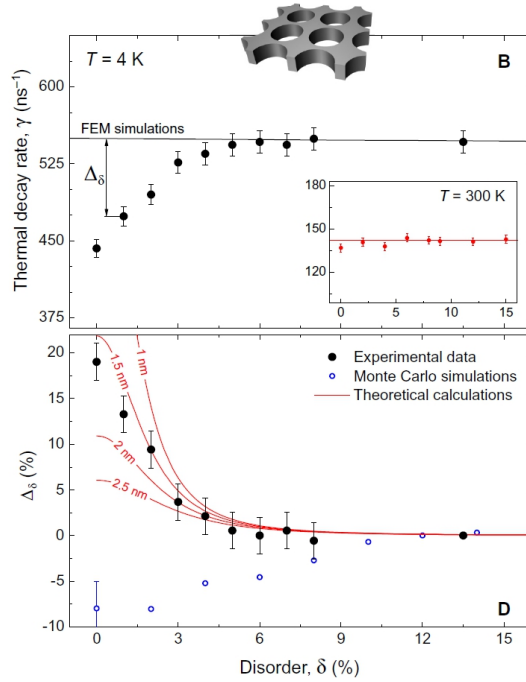 T = 4 K
B
Thermal decay rate, γ (ns⁻¹)
600
525
450
375
FEM simulations
Δδ
T = 300 K
180
150
120
0 5 10 15
Δδ (%)
20
15
10
5
0
-5
-10
1 nm
1.5 nm
2 nm
2.5 nm
Experimental data
Monte Carlo simulations
Theoretical calculations
D
0 3 6 9 12 15
Disorder, δ (%)